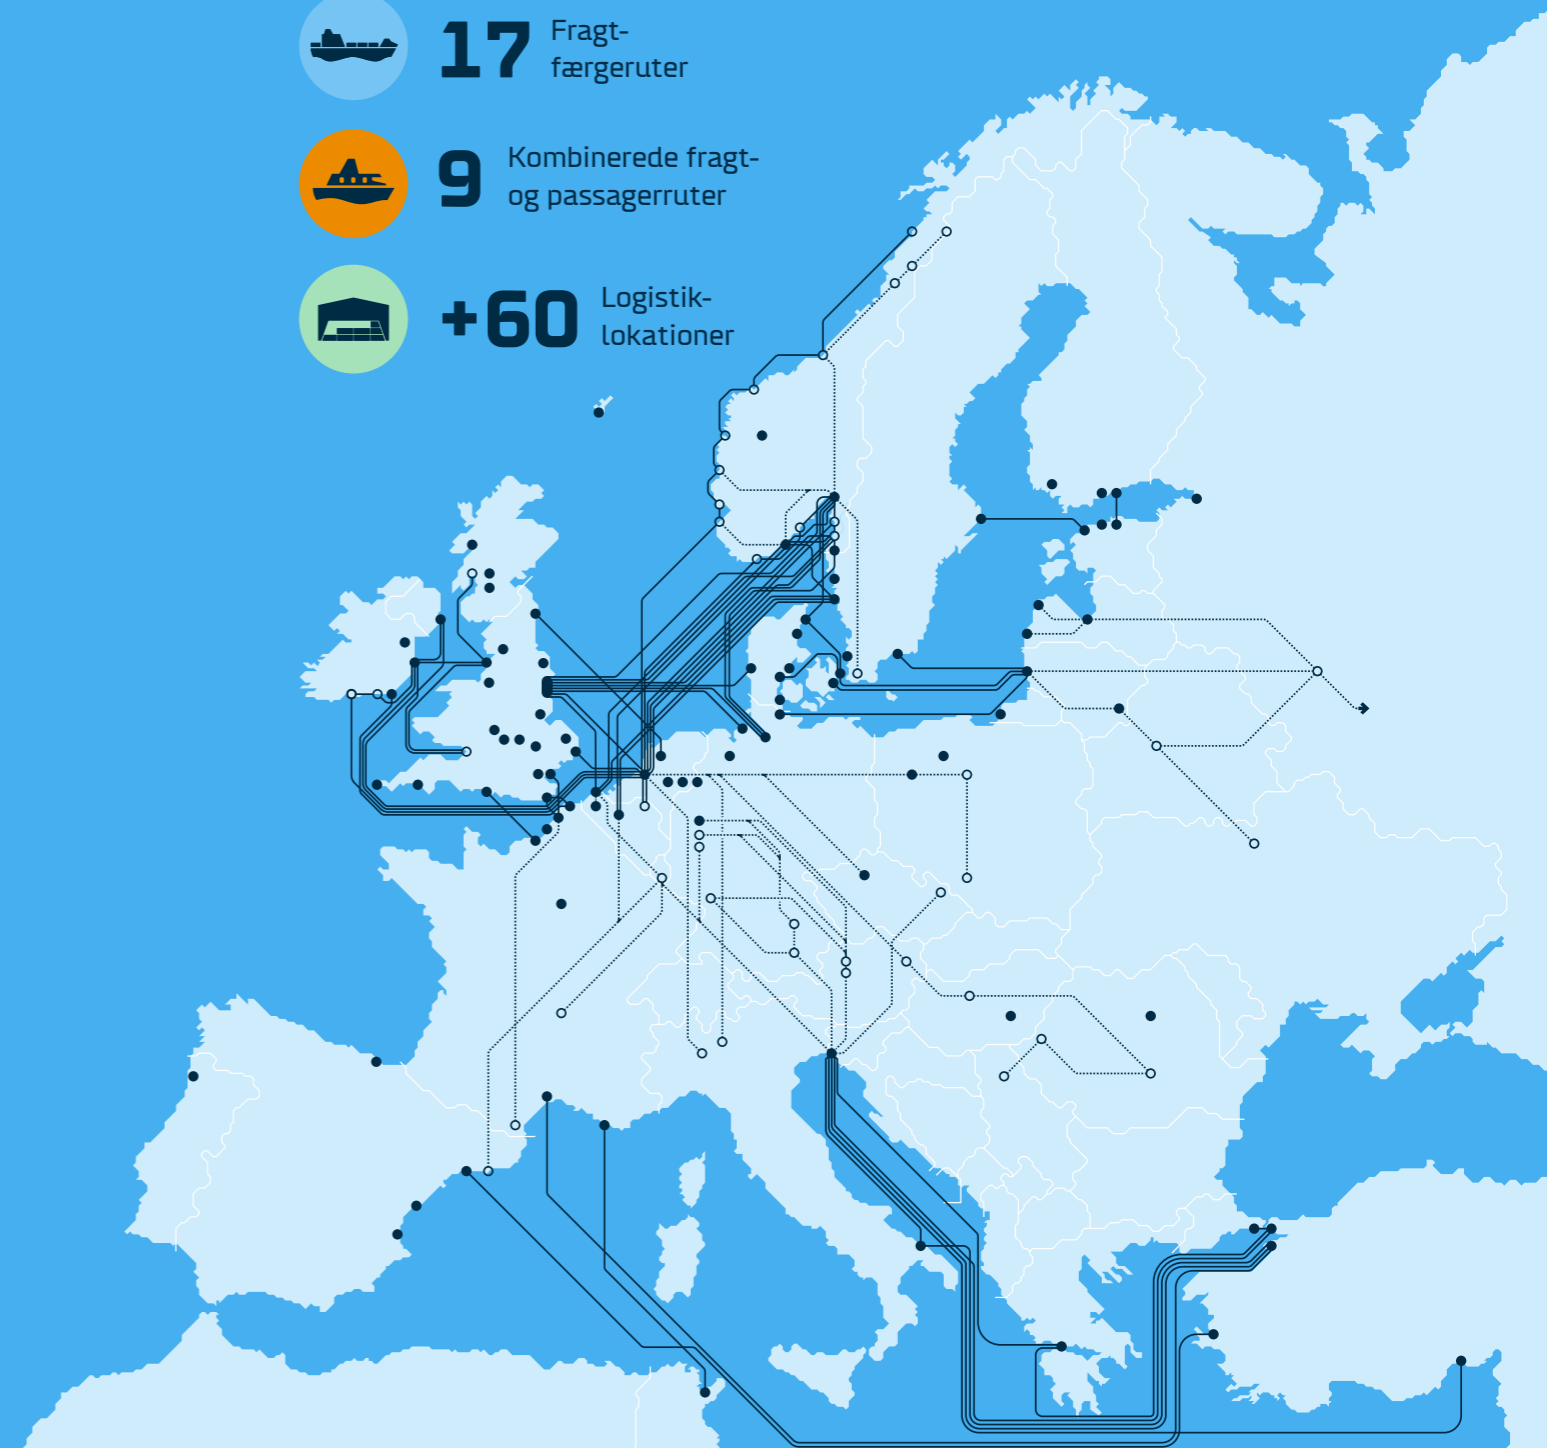 17 Fragt-
færgeruter
9 Kombinerede fragt-
og passagerruter
+60 Logistik-
lokationer